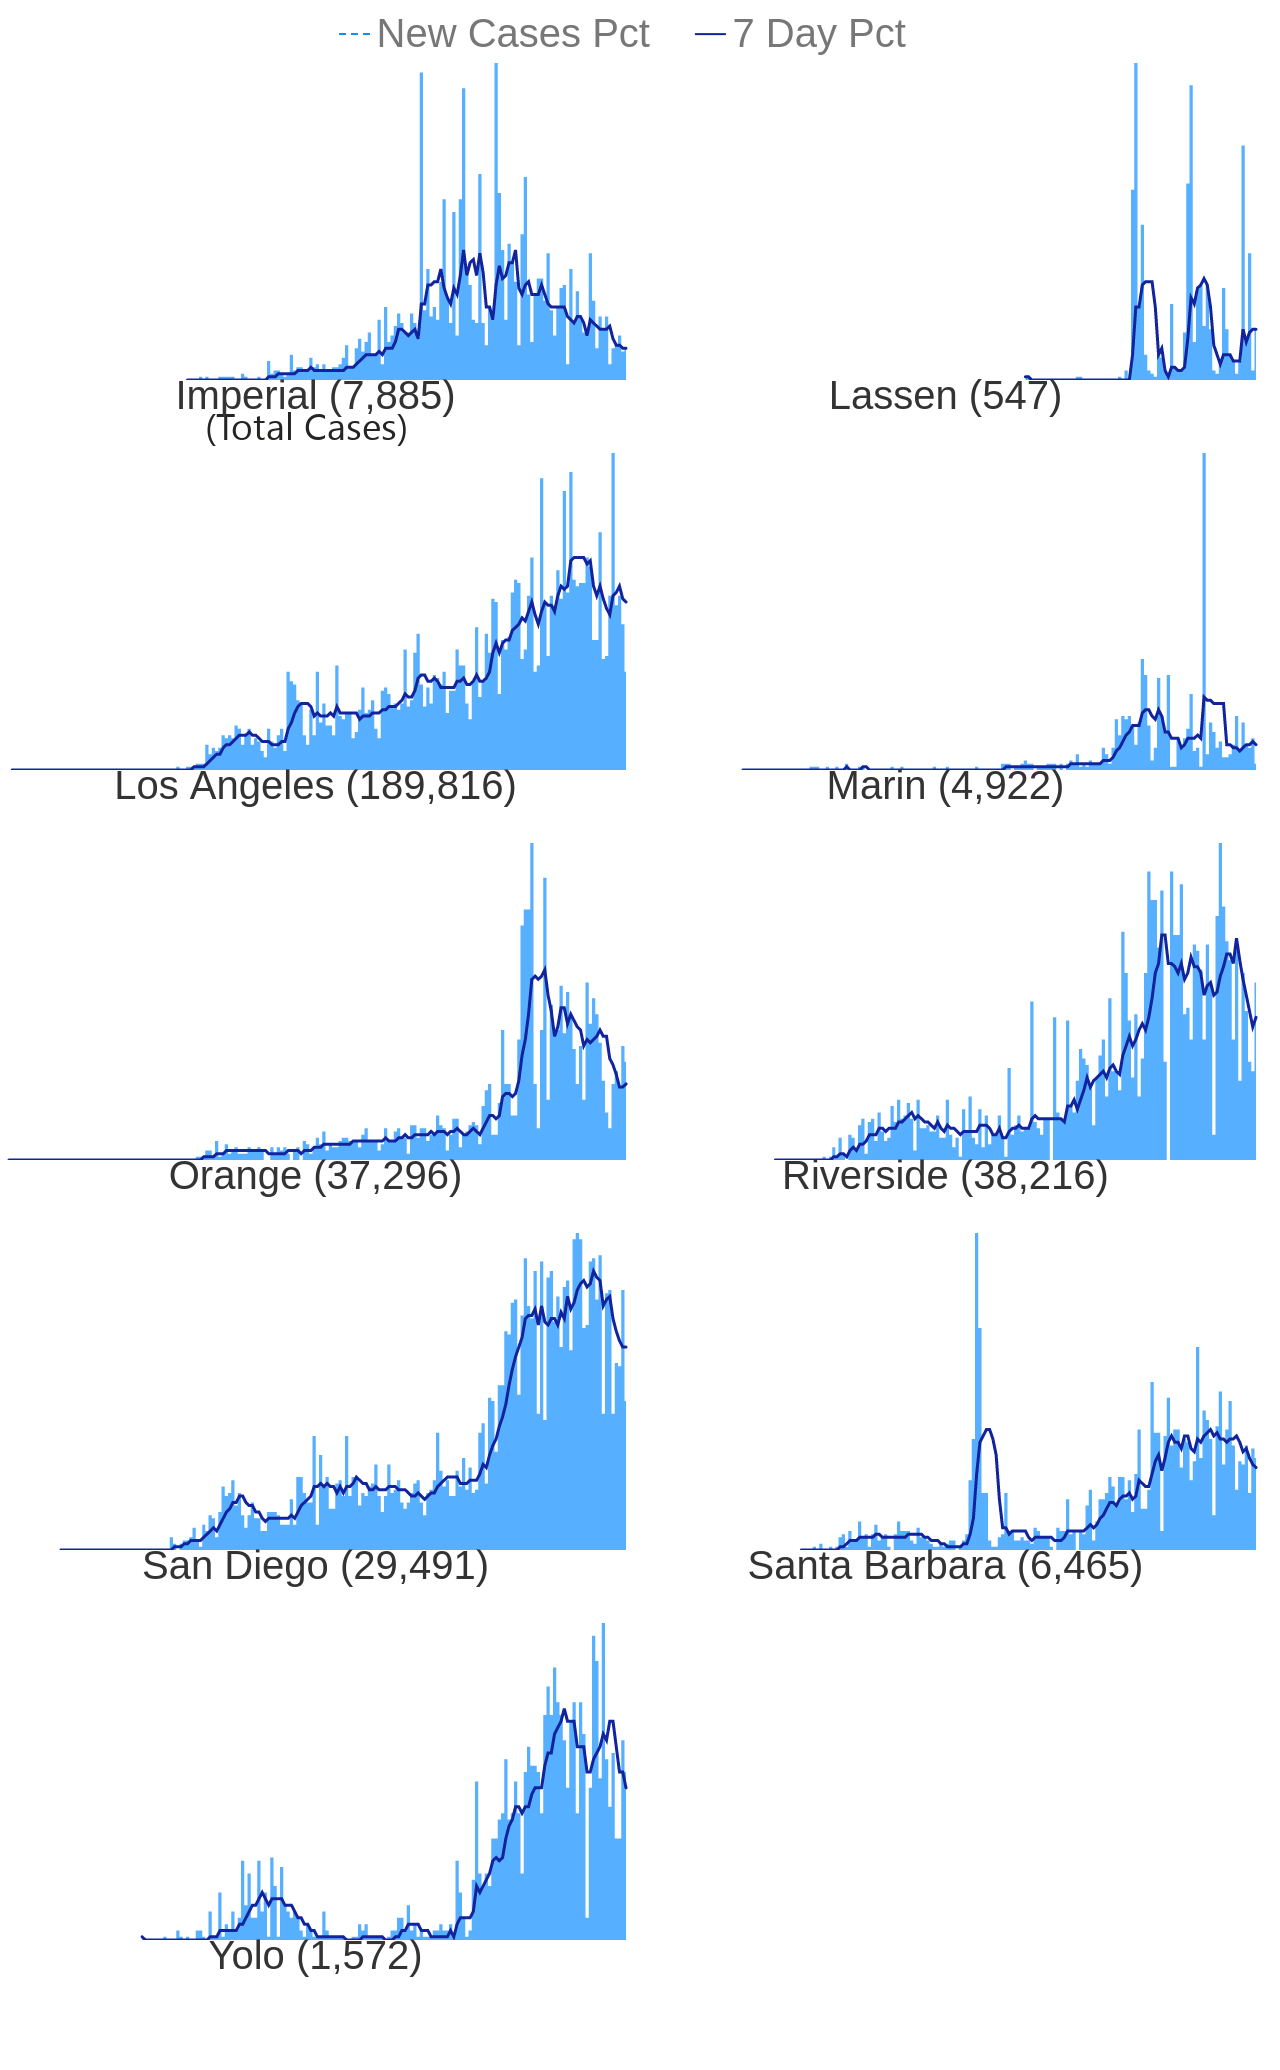 New Cases Pct 7 Day Pct
Imperial (7,885)
(Total Cases)
Lassen (547)
Los Angeles (189,816)
Marin (4,922)
Orange (37,296)
Riverside (38,216)
San Diego (29,491)
Santa Barbara (6,465)
Yolo (1,572)